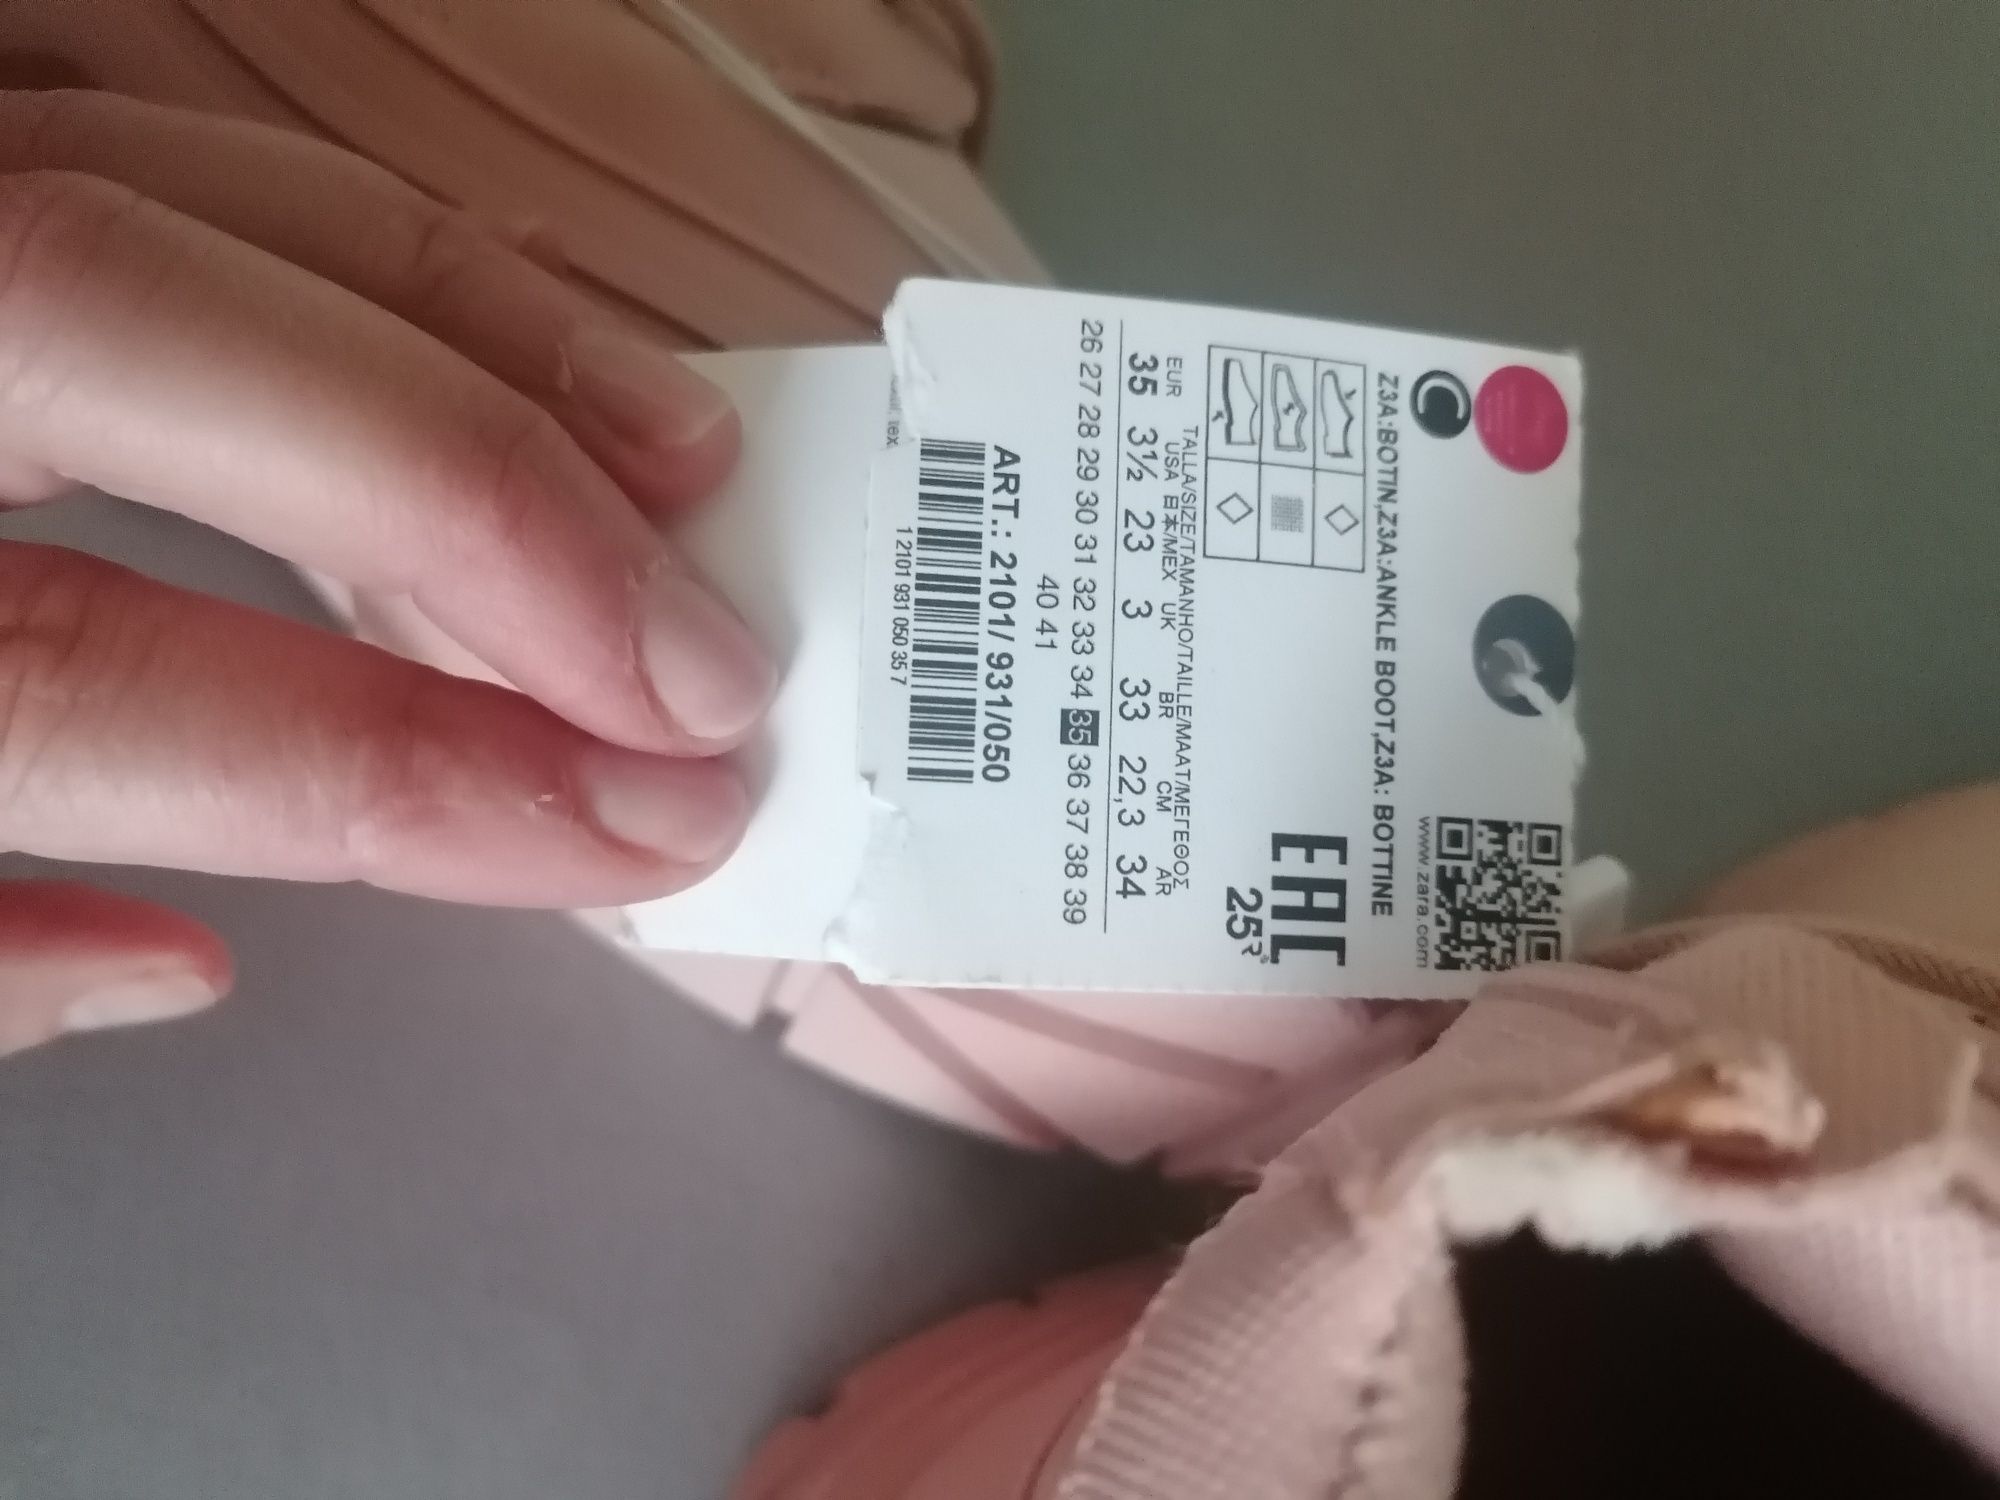 www.zara.com
Z3A:BOTIN,Z3A:ANKLE BOOT,Z3A: BOTTINE
EAC
25
TALLA/SIZE/TAMANHO/TAILLE/MAAT/ΜΕΓΕΘΟΣ
EUR USA 日本/MEX UK BR CM AR
35 3½ 23 3 33 22,3 34
26 27 28 29 30 31 32 33 34 35 36 37 38 39
40 41
ART.: 2101/ 931/050
1 2101 931 050 35 7
tex